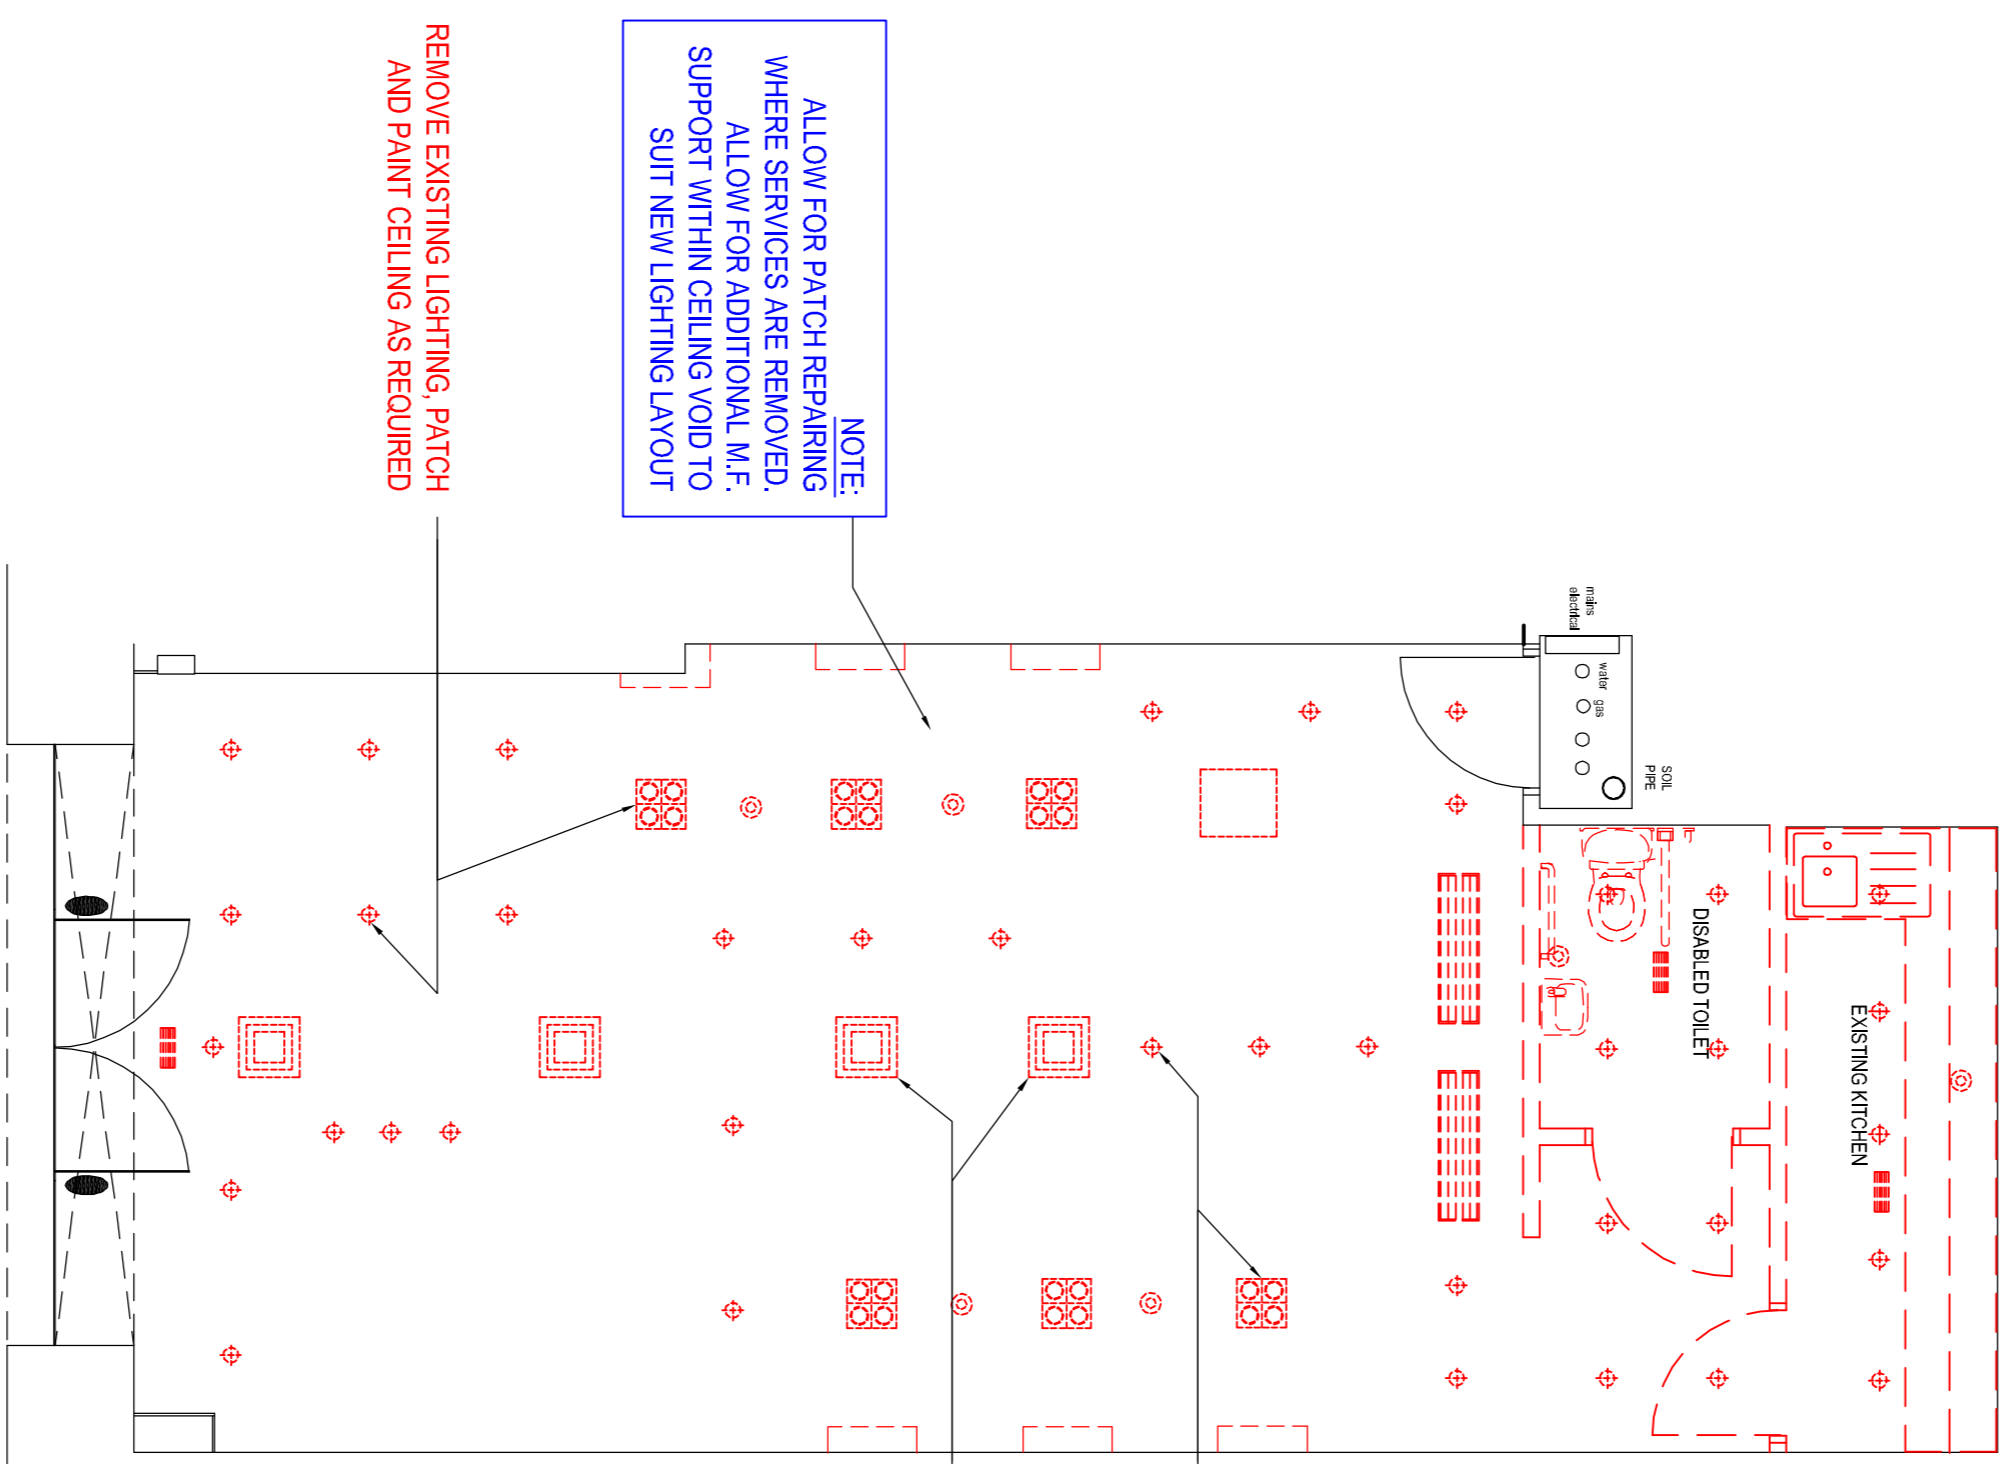 NOTE:
ALLOW FOR PATCH REPAIRING
WHERE SERVICES ARE REMOVED.
ALLOW FOR ADDITIONAL M.F.
SUPPORT WITHIN CEILING VOID TO
SUIT NEW LIGHTING LAYOUT
REMOVE EXISTING LIGHTING, PATCH
AND PAINT CEILING AS REQUIRED
mains
electrical
water
gas
SOIL
PIPE
DISABLED TOILET
EXISTING KITCHEN